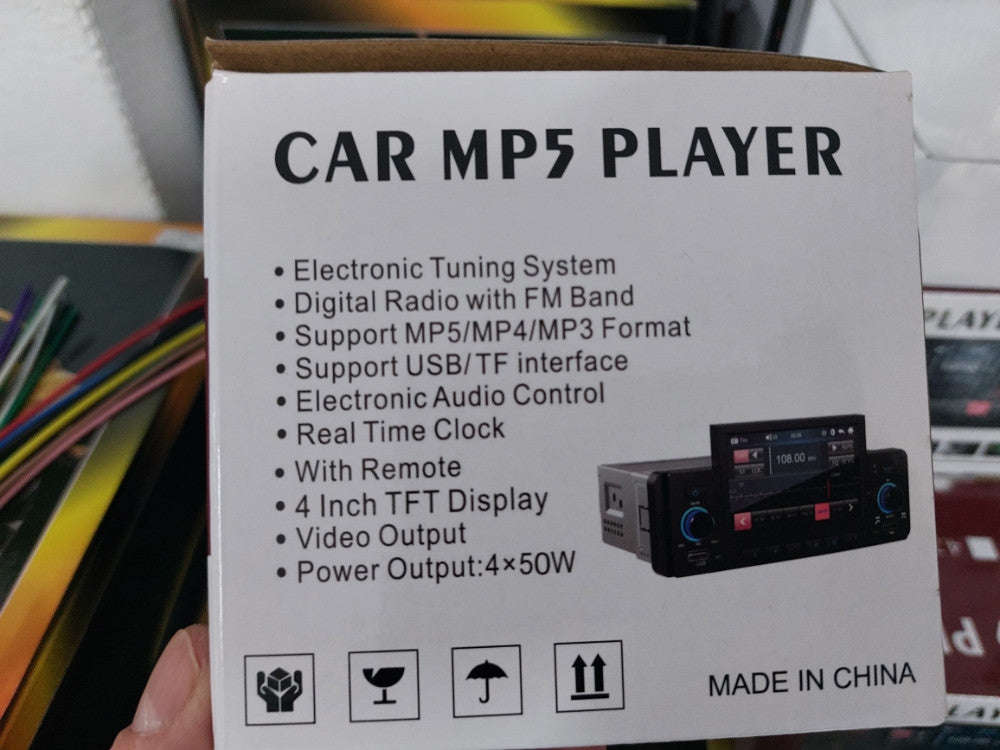 CAR MP5 PLAYER
• Electronic Tuning System
• Digital Radio with FM Band
• Support MP5/MP4/MP3 Format
• Support USB/TF interface
• Electronic Audio Control
• Real Time Clock
• With Remote
• 4 Inch TFT Display
• Video Output
• Power Output:4×50W
108.00
MADE IN CHINA